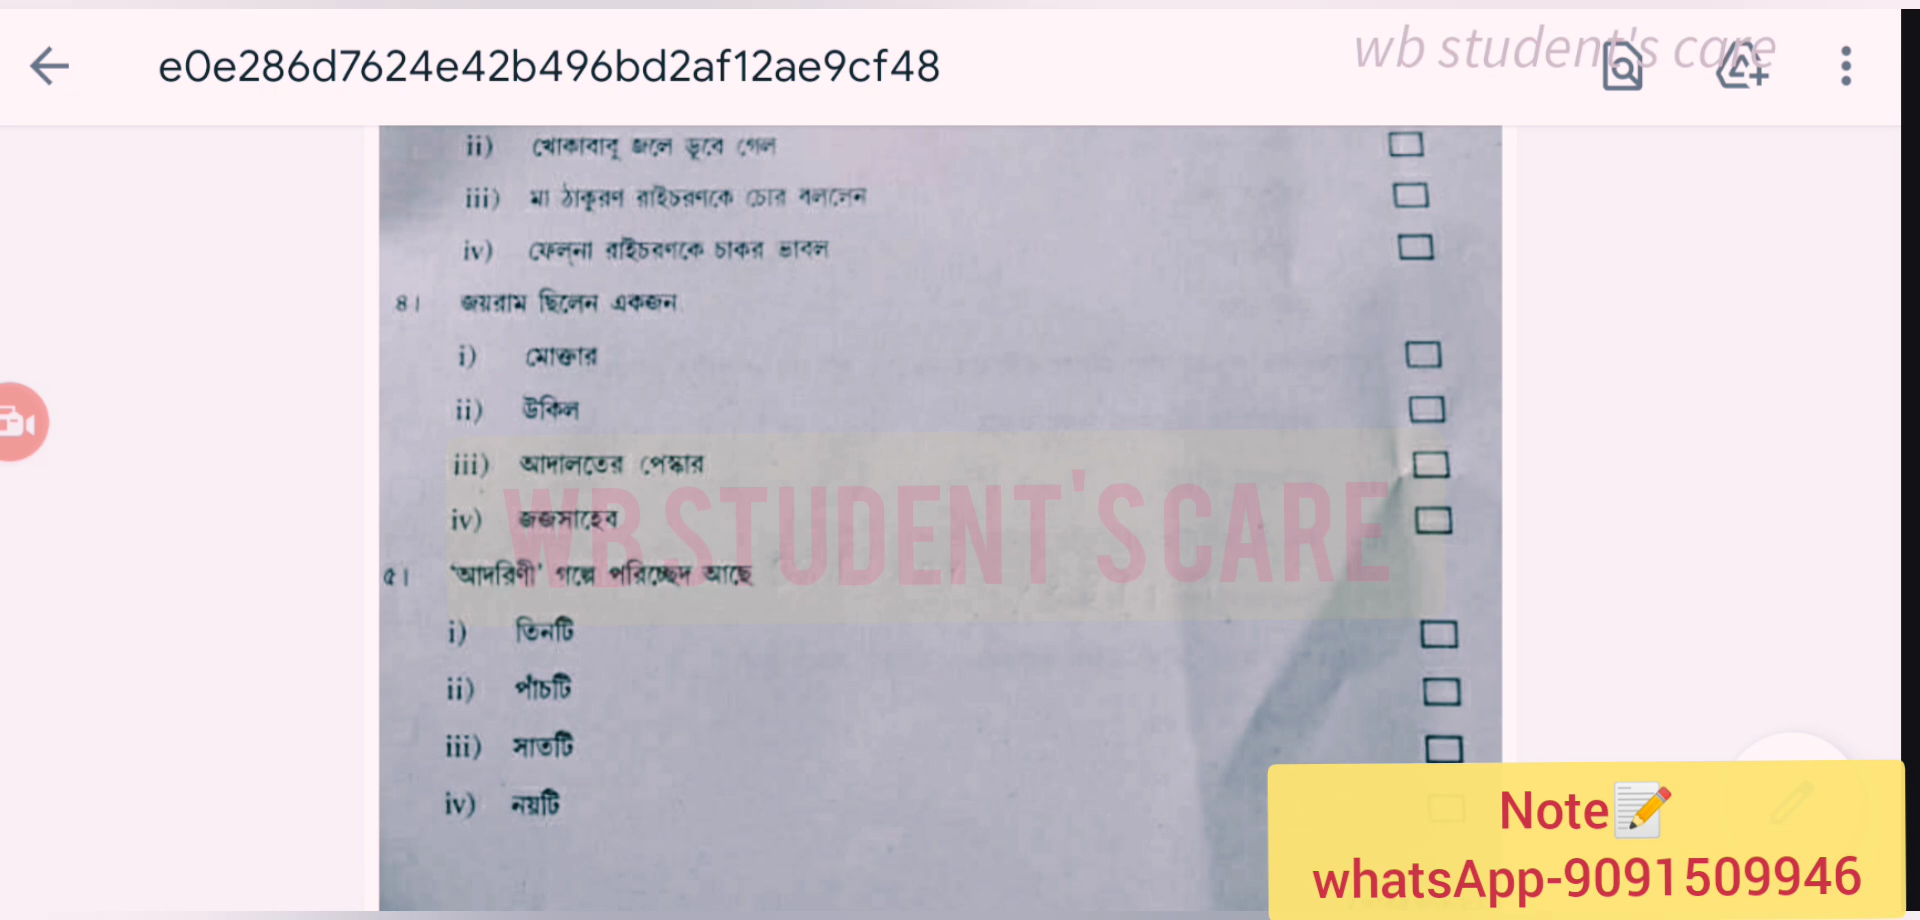 e0e286d7624e42b496bd2af12ae9cf48
wb student's care
ii) খোকাবাবু জলে ডুবে গেল
iii) মা ঠাকুরণ রাইচরণকে চোর বললেন
iv) ফেল্‌না রাইচরণকে চাকর ভাবল
৪। জয়রাম ছিলেন একজন
i) মোক্তার
ii) উকিল
iii) আদালতের পেস্কার
iv) জজসাহেব
WB STUDENT'S CARE
৫। 'আদরিণী' গল্পে পরিচ্ছেদ আছে
i) তিনটি
ii) পাঁচটি
iii) সাতটি
iv) নয়টি
Note
whatsApp-9091509946